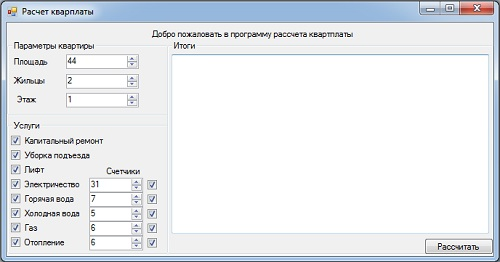 Расчет кварплаты
Добро пожаловать в программу рассчета квартплаты
Параметры квартиры
Площадь 44
Жильцы 2
Этаж 1
Услуги
Капитальный ремонт
Уборка подъезда
Лифт Счетчики
Электричество 31
Горячая вода 7
Холодная вода 5
Газ 6
Отопление 6
Итоги
Рассчитать